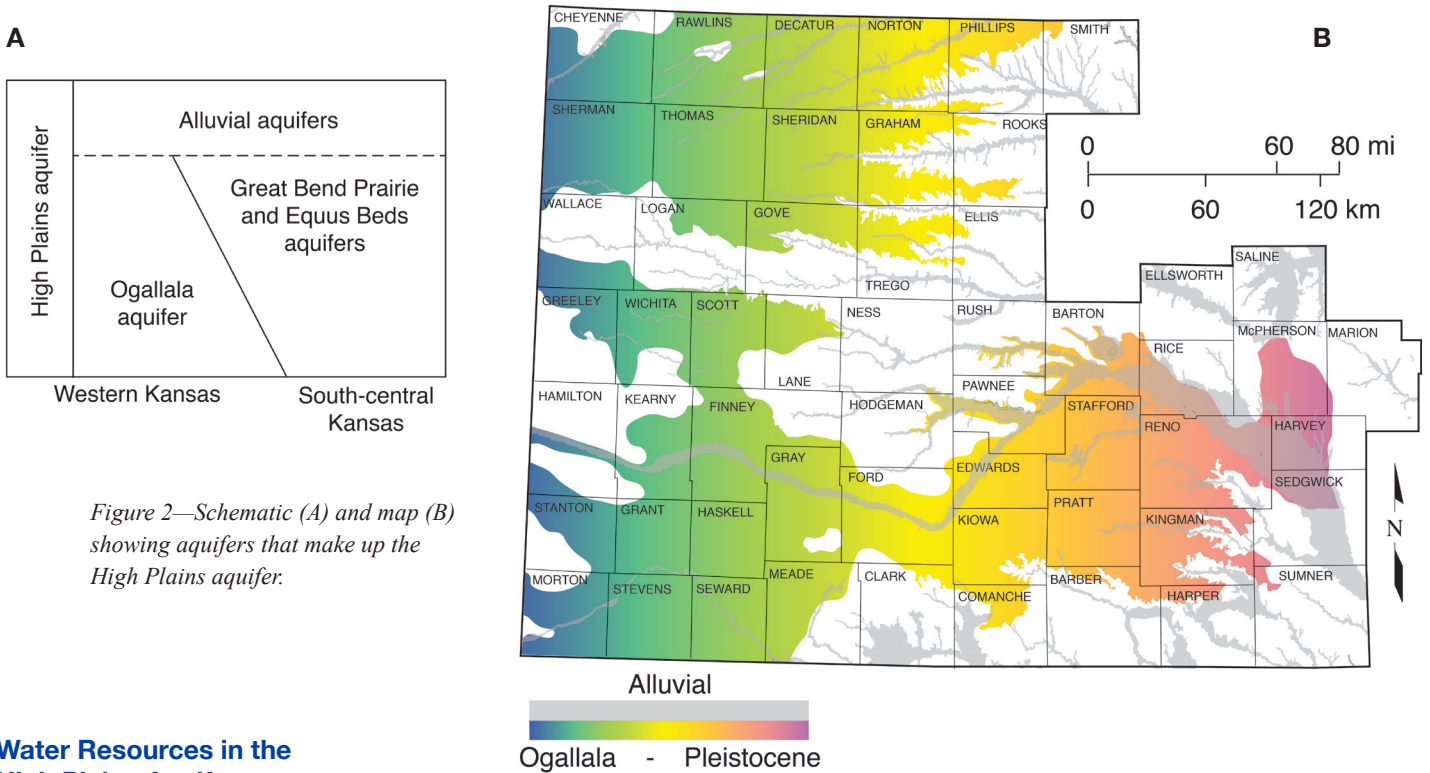 A
High Plains aquifer
Alluvial aquifers
Great Bend Prairie
and Equus Beds
aquifers
Ogallala
aquifer
Western Kansas
South-central
Kansas
Figure 2—Schematic (A) and map (B)
showing aquifers that make up the
High Plains aquifer.
Water Resources in the
B
CHEYENNE
RAWLINS
DECATUR
NORTON
PHILLIPS
SMITH
SHERMAN
THOMAS
SHERIDAN
GRAHAM
ROOKS
0 60 80 mi
0 60 120 km
WALLACE
LOGAN
GOVE
ELLIS
TREGO
SALINE
ELLSWORTH
GREELEY
WICHITA
SCOTT
NESS
RUSH
BARTON
McPHERSON
MARION
RICE
LANE
PAWNEE
HAMILTON
KEARNY
FINNEY
HODGEMAN
STAFFORD
RENO
HARVEY
GRAY
FORD
EDWARDS
SEDGWICK
STANTON
GRANT
HASKELL
KIOWA
PRATT
KINGMAN
N
MORTON
STEVENS
SEWARD
MEADE
CLARK
COMANCHE
BARBER
HARPER
SUMNER
Alluvial
Ogallala - Pleistocene